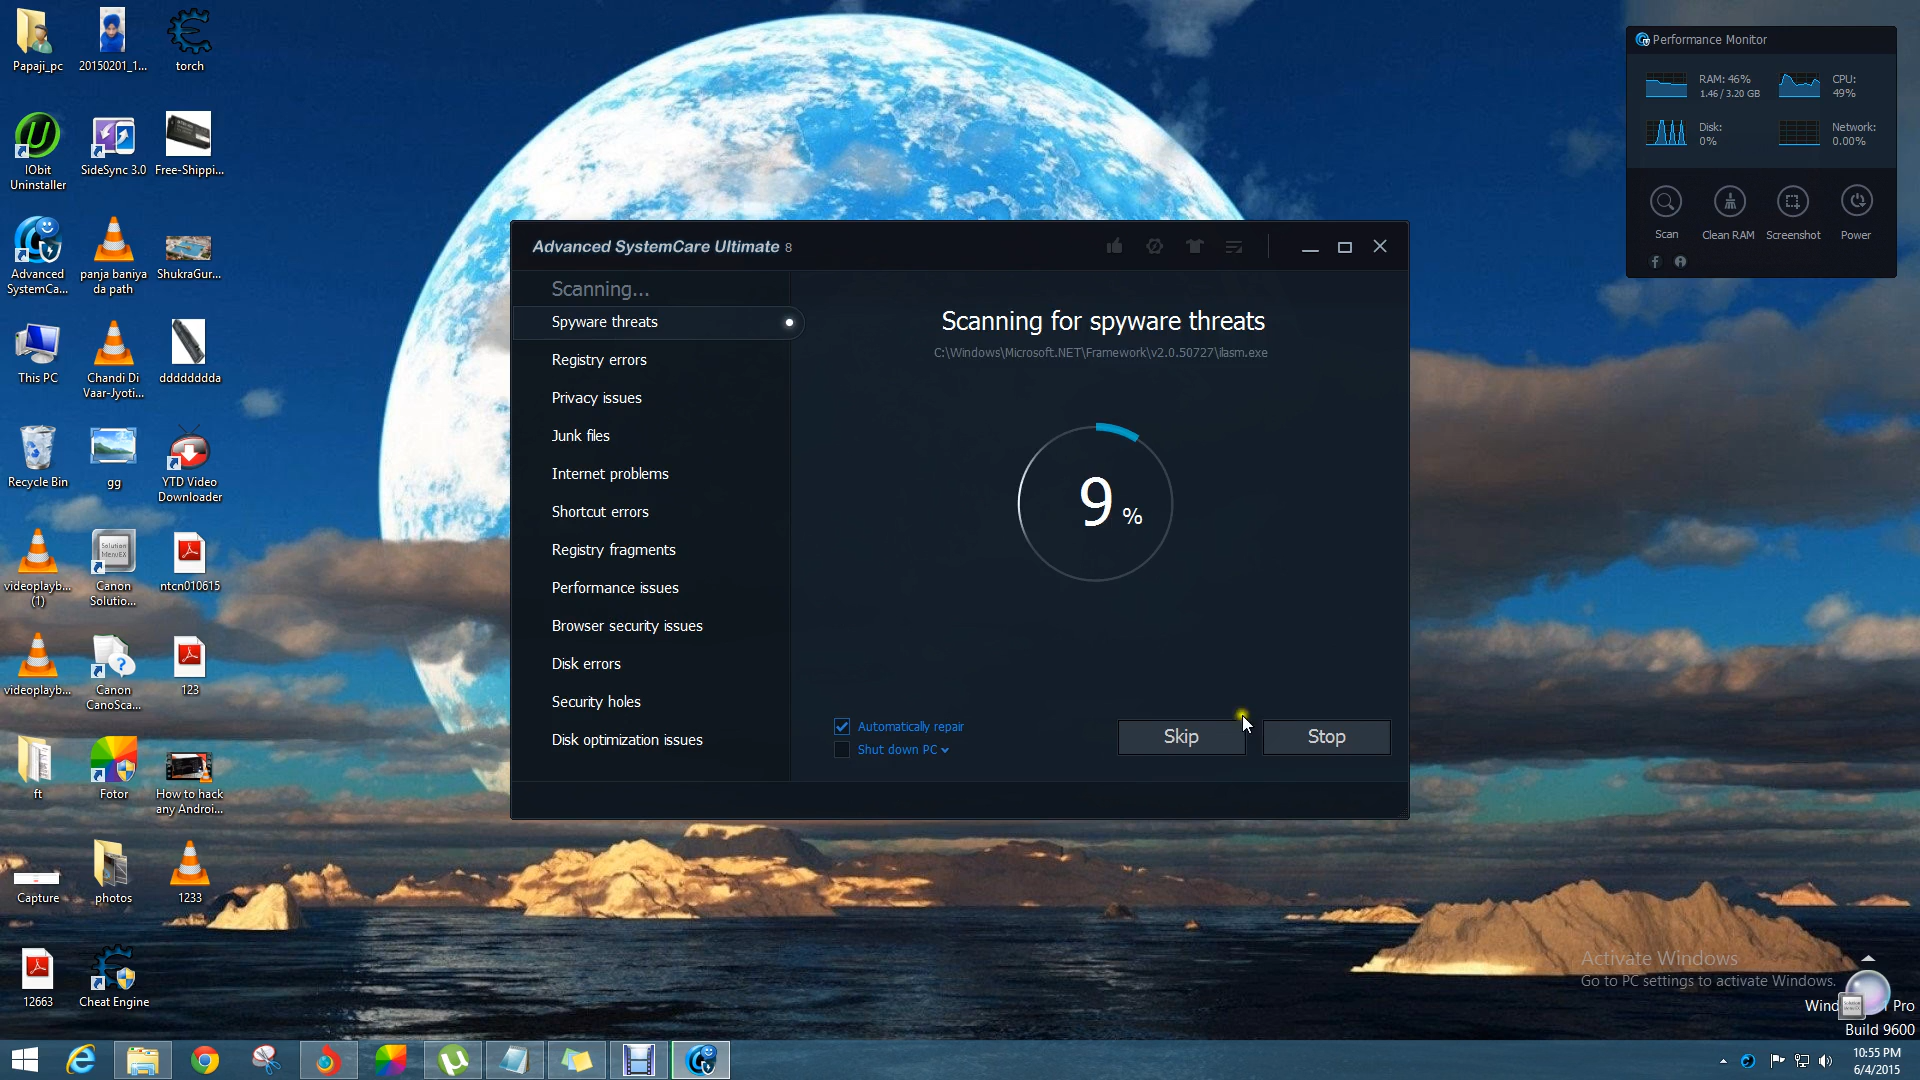 Papaji_pc
20150201_1...
torch
IObit
Uninstaller
SideSync 3.0
Free-Shippi...
Advanced
SystemCa...
panja baniya
da path
ShukraGur...
This PC
Chandi Di
Vaar-Jyoti...
ddddddddda
Recycle Bin
gg
YTD Video
Downloader
videoplayb...
(1)
Canon
Solutio...
ntcn010615
videoplayb...
Canon
CanoSca...
123
ft
Fotor
How to hack
any Androi...
Capture
photos
1233
12663
Cheat Engine
Advanced SystemCare Ultimate 8
Scanning...
Spyware threats
Registry errors
Privacy issues
Junk files
Internet problems
Shortcut errors
Registry fragments
Performance issues
Browser security issues
Disk errors
Security holes
Disk optimization issues
Scanning for spyware threats
C:\Windows\Microsoft.NET\Framework\v2.0.50727\ilasm.exe
9 %
Automatically repair
Shut down PC
Skip
Stop
Performance Monitor
RAM: 46%
1.46 / 3.20 GB
CPU:
49%
Disk:
0%
Network:
0.00%
Scan
Clean RAM
Screenshot
Power
Activate Windows
Go to PC settings to activate Windows.
Wind
Pro
Build 9600
10:55 PM
6/4/2015